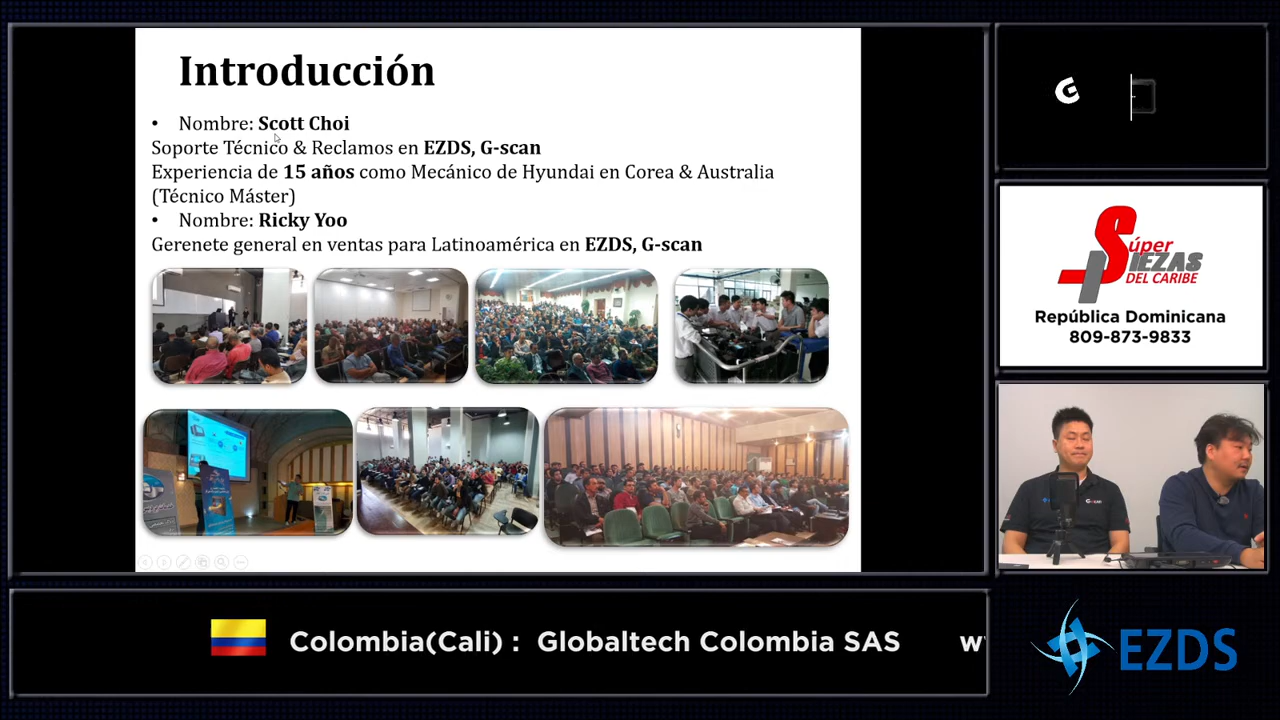 Introducción
• Nombre: Scott Choi
Soporte Técnico & Reclamos en EZDS, G-scan
Experiencia de 15 años como Mecánico de Hyundai en Corea & Australia
(Técnico Máster)
• Nombre: Ricky Yoo
Gerenete general en ventas para Latinoamérica en EZDS, G-scan
G
Súper
PIEZAS
DEL CARIBE
República Dominicana
809-873-9833
Colombia(Cali) : Globaltech Colombia SAS
EZDS